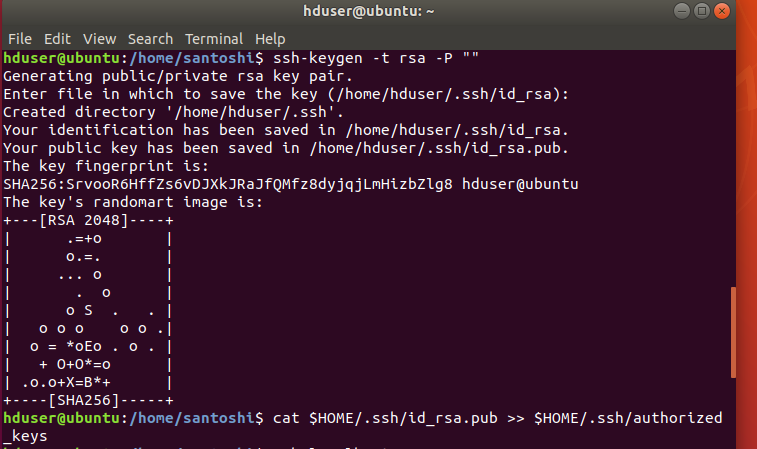 hduser@ubuntu: ~
File Edit View Search Terminal Help
hduser@ubuntu:/home/santoshi$ ssh-keygen -t rsa -P ""
Generating public/private rsa key pair.
Enter file in which to save the key (/home/hduser/.ssh/id_rsa):
Created directory '/home/hduser/.ssh'.
Your identification has been saved in /home/hduser/.ssh/id_rsa.
Your public key has been saved in /home/hduser/.ssh/id_rsa.pub.
The key fingerprint is:
SHA256:SrvooR6HffZs6vDJXkJRaJfQMfz8dyjqjLmHizbZlg8 hduser@ubuntu
The key's randomart image is:
+---[RSA 2048]----+
|      .=+o       |
|      o.=.       |
|     ... o       |
|       .  o      |
|      o S  .   . |
|   o o o    o o .|
|  o = *oEo . o . |
|   + O+O*=o      |
| .o.o+X=B*+      |
+----[SHA256]-----+
hduser@ubuntu:/home/santoshi$ cat $HOME/.ssh/id_rsa.pub >> $HOME/.ssh/authorized
_keys